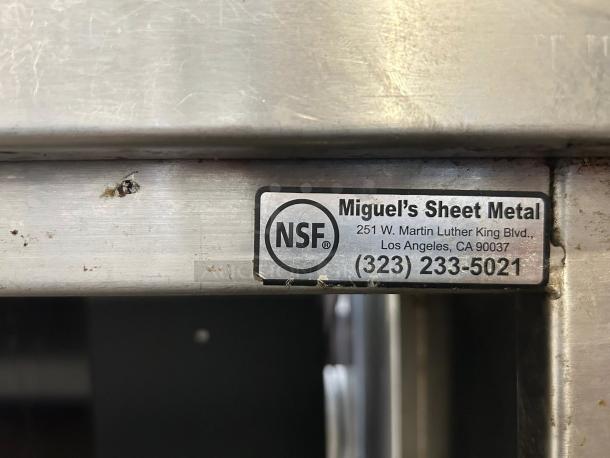 NSF®
Miguel's Sheet Metal
251 W. Martin Luther King Blvd.,
Los Angeles, CA 90037
(323) 233-5021